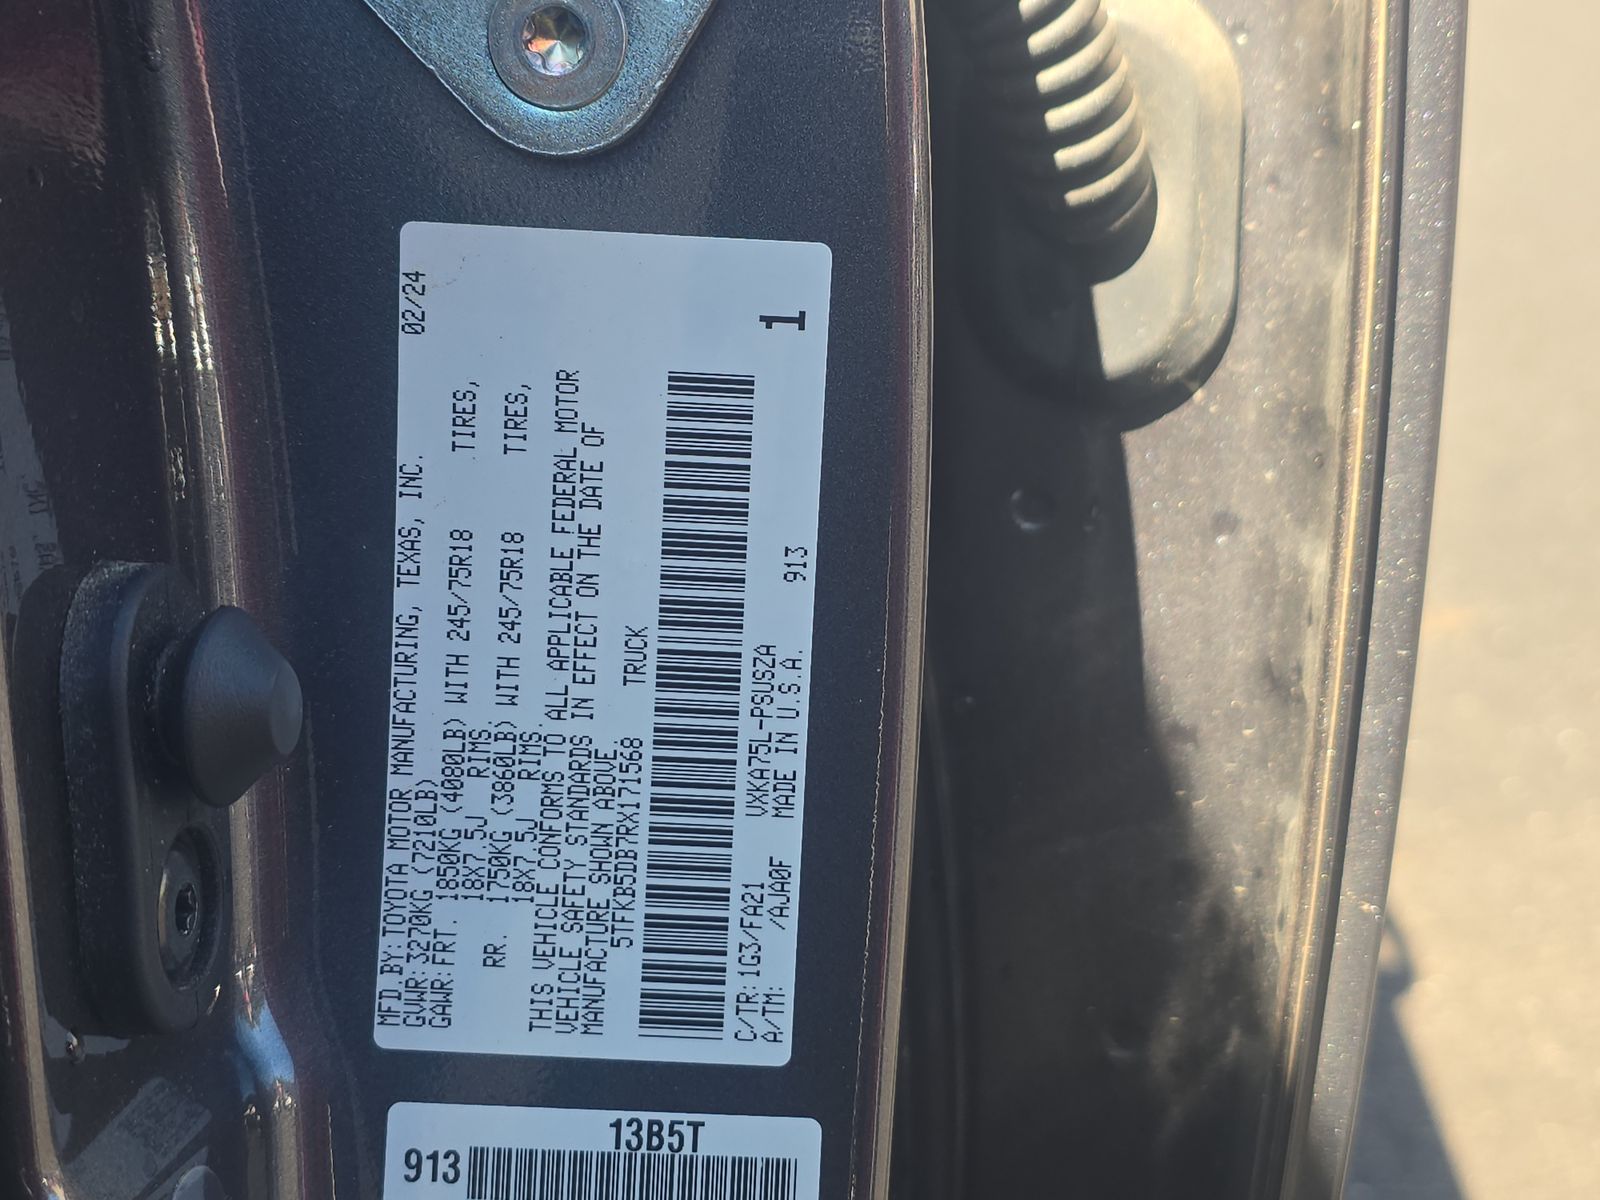 MFD.BY:TOYOTA MOTOR MANUFACTURING, TEXAS, INC. 02/24
GVWR:3270KG (7210LB)
GAWR:FRT. 1850KG (4080LB) WITH 245/75R18 TIRES,
18X7.5J RIMS
RR. 1750KG (3860LB) WITH 245/75R18 TIRES,
18X7.5J RIMS.
THIS VEHICLE CONFORMS TO ALL APPLICABLE FEDERAL MOTOR
VEHICLE SAFETY STANDARDS IN EFFECT ON THE DATE OF
MANUFACTURE SHOWN ABOVE.
5TFKB5DB7RX171568 TRUCK
C/TR: 1G3/FA21 VXKA75L-PSUSZA 913 1
A/TM: /AJA0F MADE IN U.S.A.
13B5T
913